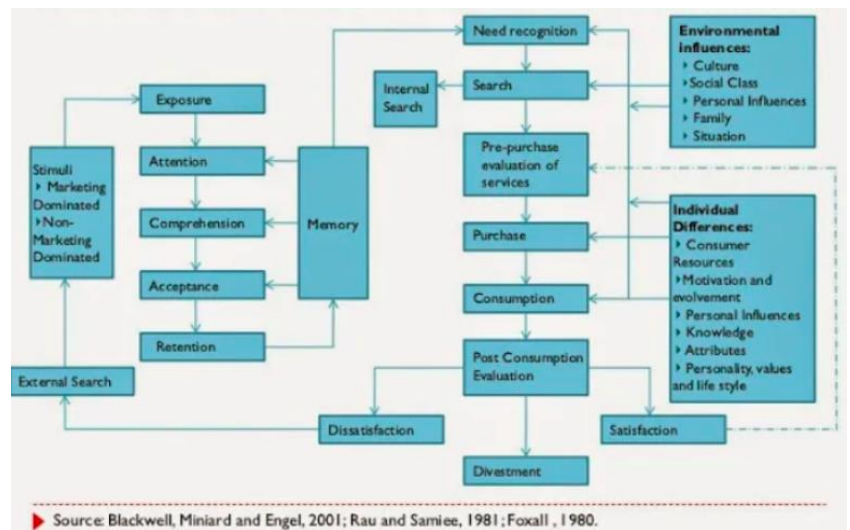 Need recognition
Environmental
influences:
‣ Culture
‣Social Class
‣ Personal Influences
‣ Family
‣ Situation
Exposure
Internal
Search
Search
Attention
Stimuli
‣ Marketing
Dominated
‣Non-
Marketing
Dominated
Pre-purchase
evaluation of
services
Comprehension
Memory
Purchase
Individual
Differences:
‣ Consumer
Resources
‣Motivation and
evolvement
‣ Personal Influences
‣ Knowledge
‣ Attributes
‣ Personality, values
and life style
Acceptance
Consumption
Retention
Post Consumption
Evaluation
External Search
Dissatisfaction
Satisfaction
Divestment
Source: Blackwell, Miniard and Engel, 2001; Rau and Samiee, 1981; Foxall , 1980.